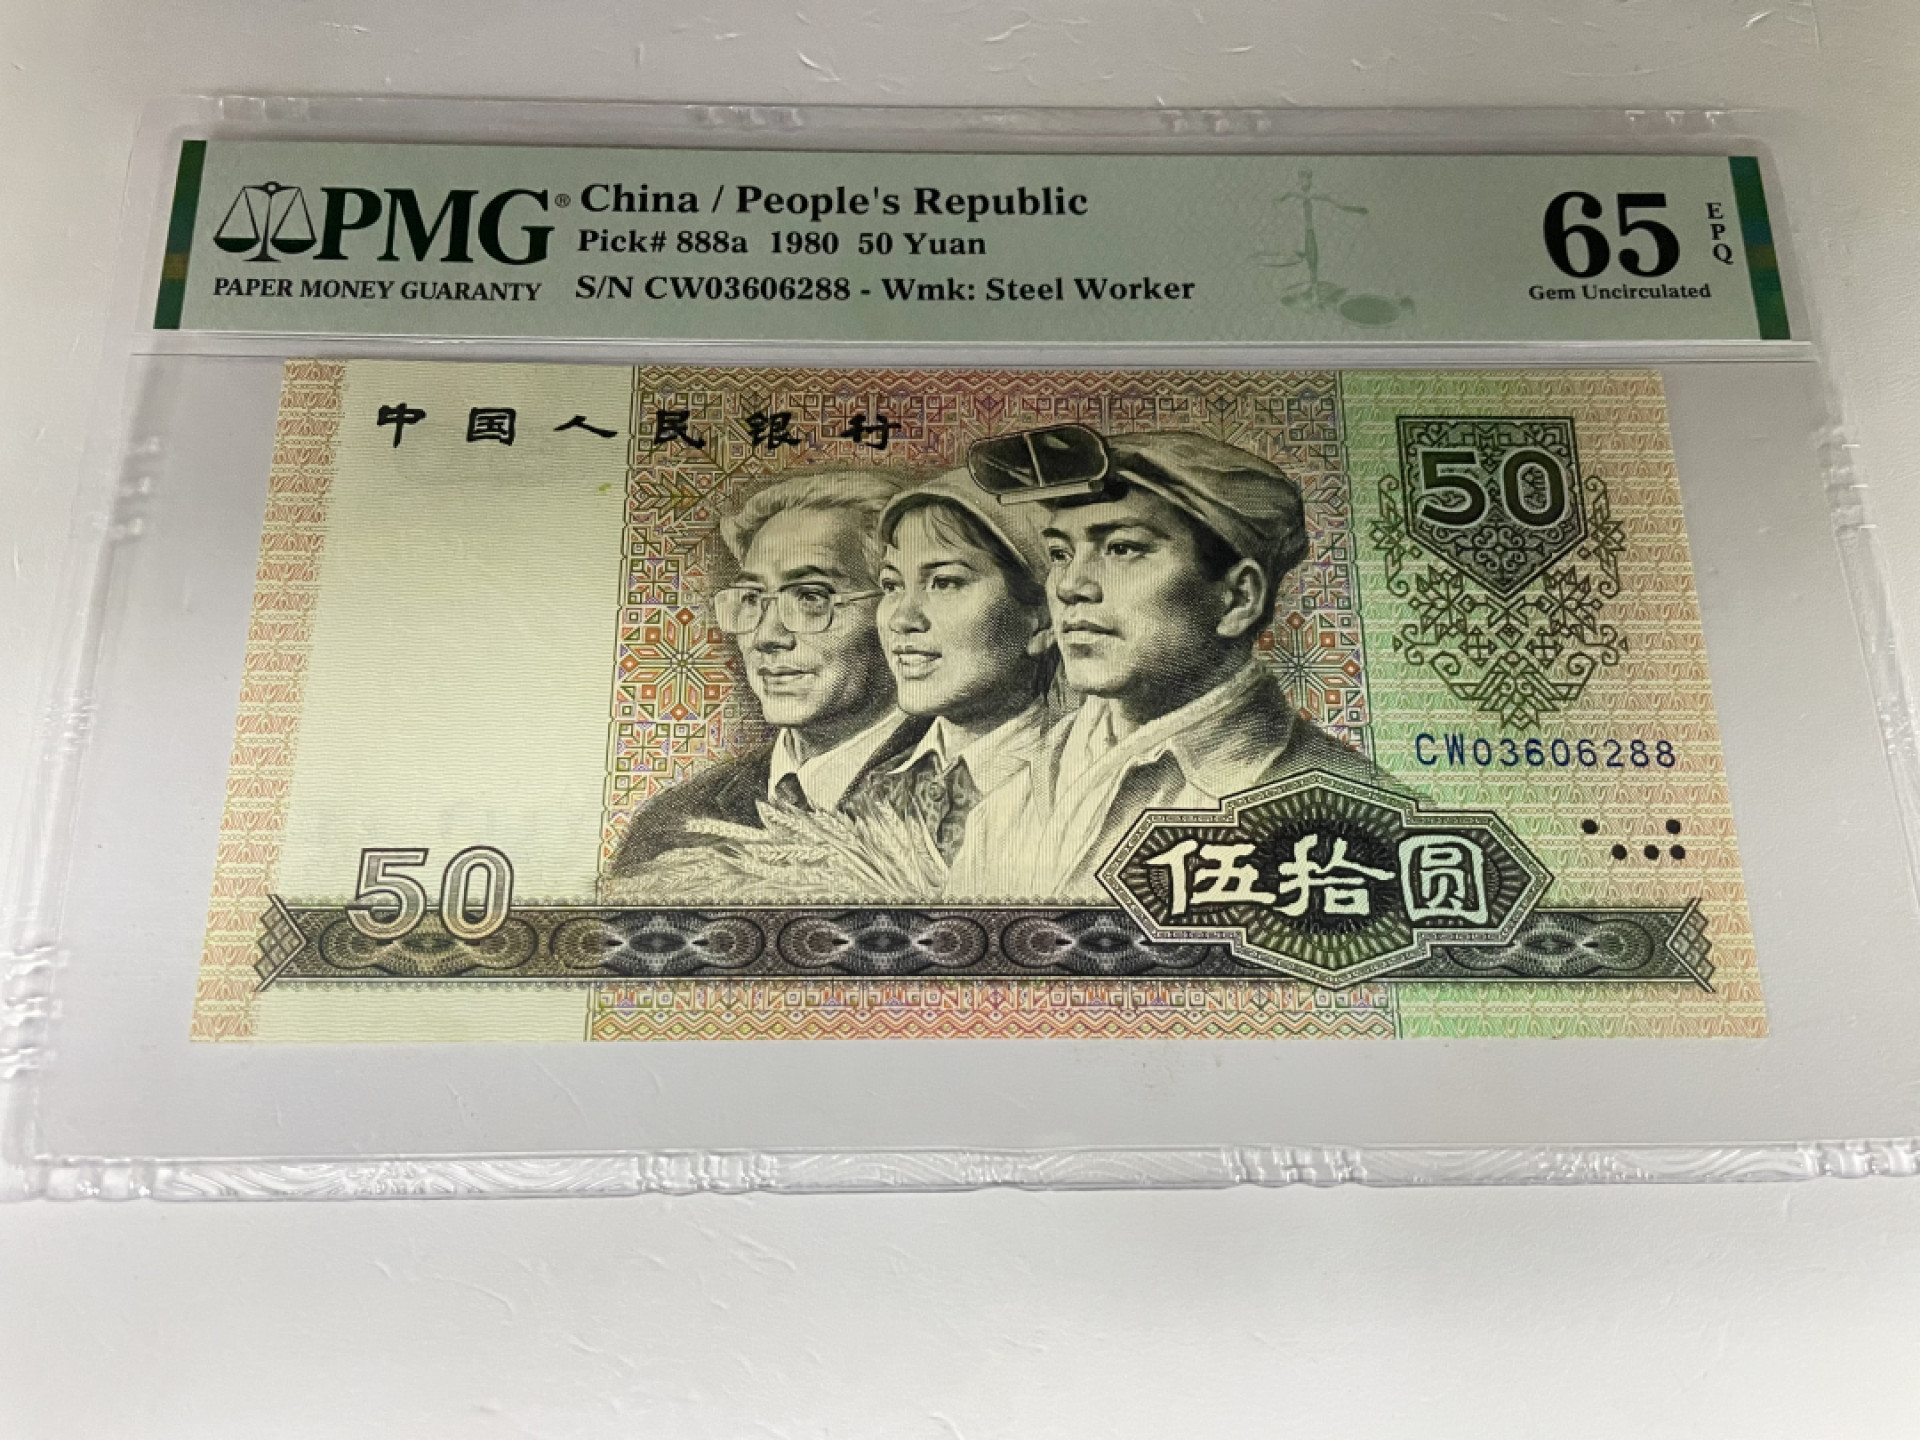 PMG®
PAPER MONEY GUARANTY
China / People's Republic
Pick# 888a 1980 50 Yuan
S/N CW03606288 - Wmk: Steel Worker
65
EPQ
Gem Uncirculated
中国人民银行
50
CW03606288
50
伍拾圆